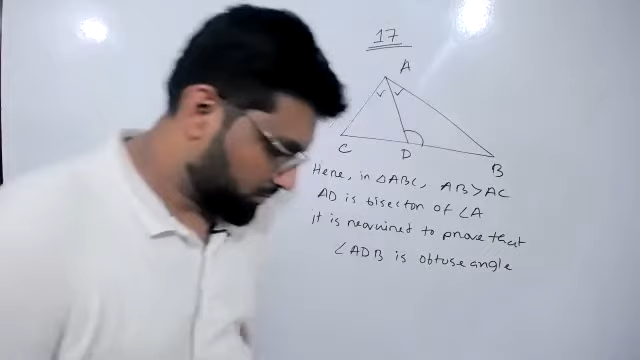 17
A
C
D
B
Here, in △ABC, AB>AC
AD is bisector of ∠A
It is required to prove that
∠ADB is obtuse angle